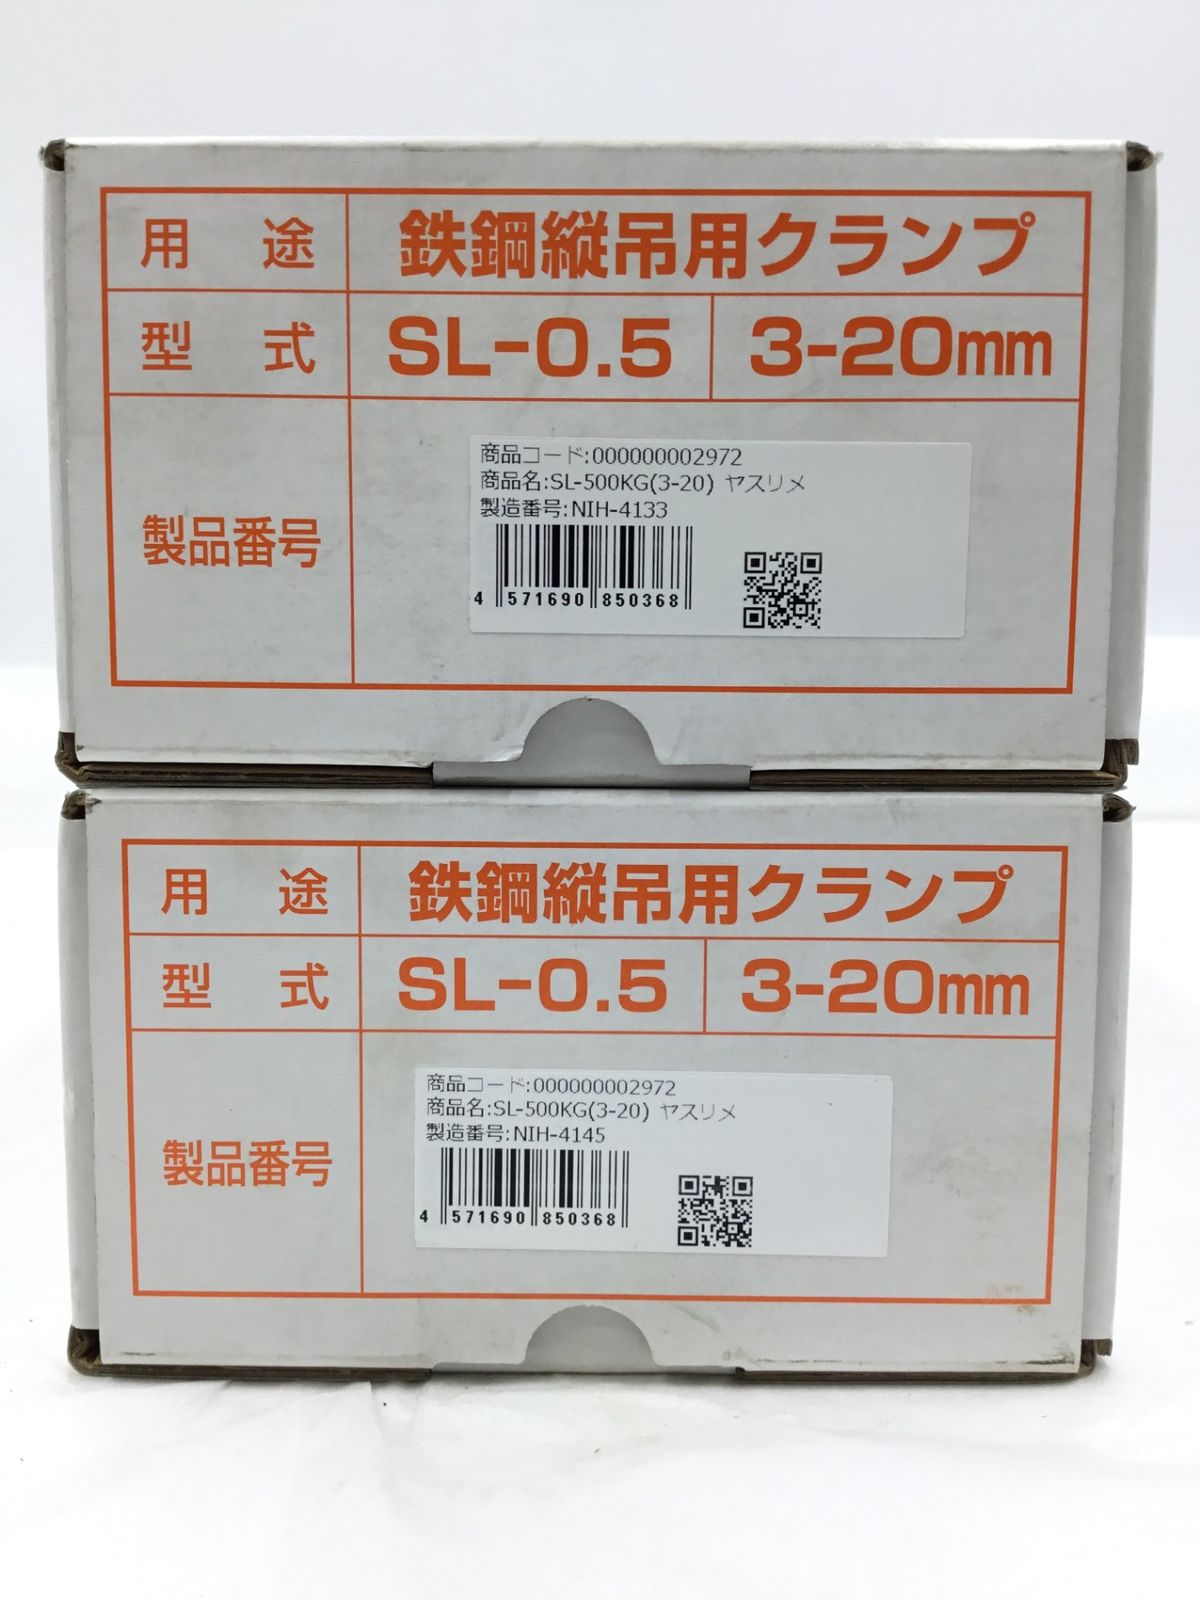 用途 鉄鋼縦吊用クランプ
型式 SL-0.5 3-20mm
製品番号
商品コード:000000002972
商品名:SL-500KG(3-20) ヤスリメ
製造番号:NIH-4133
4 571690 850368
用途 鉄鋼縦吊用クランプ
型式 SL-0.5 3-20mm
製品番号
商品コード:000000002972
商品名:SL-500KG(3-20) ヤスリメ
製造番号:NIH-4145
4 571690 850368